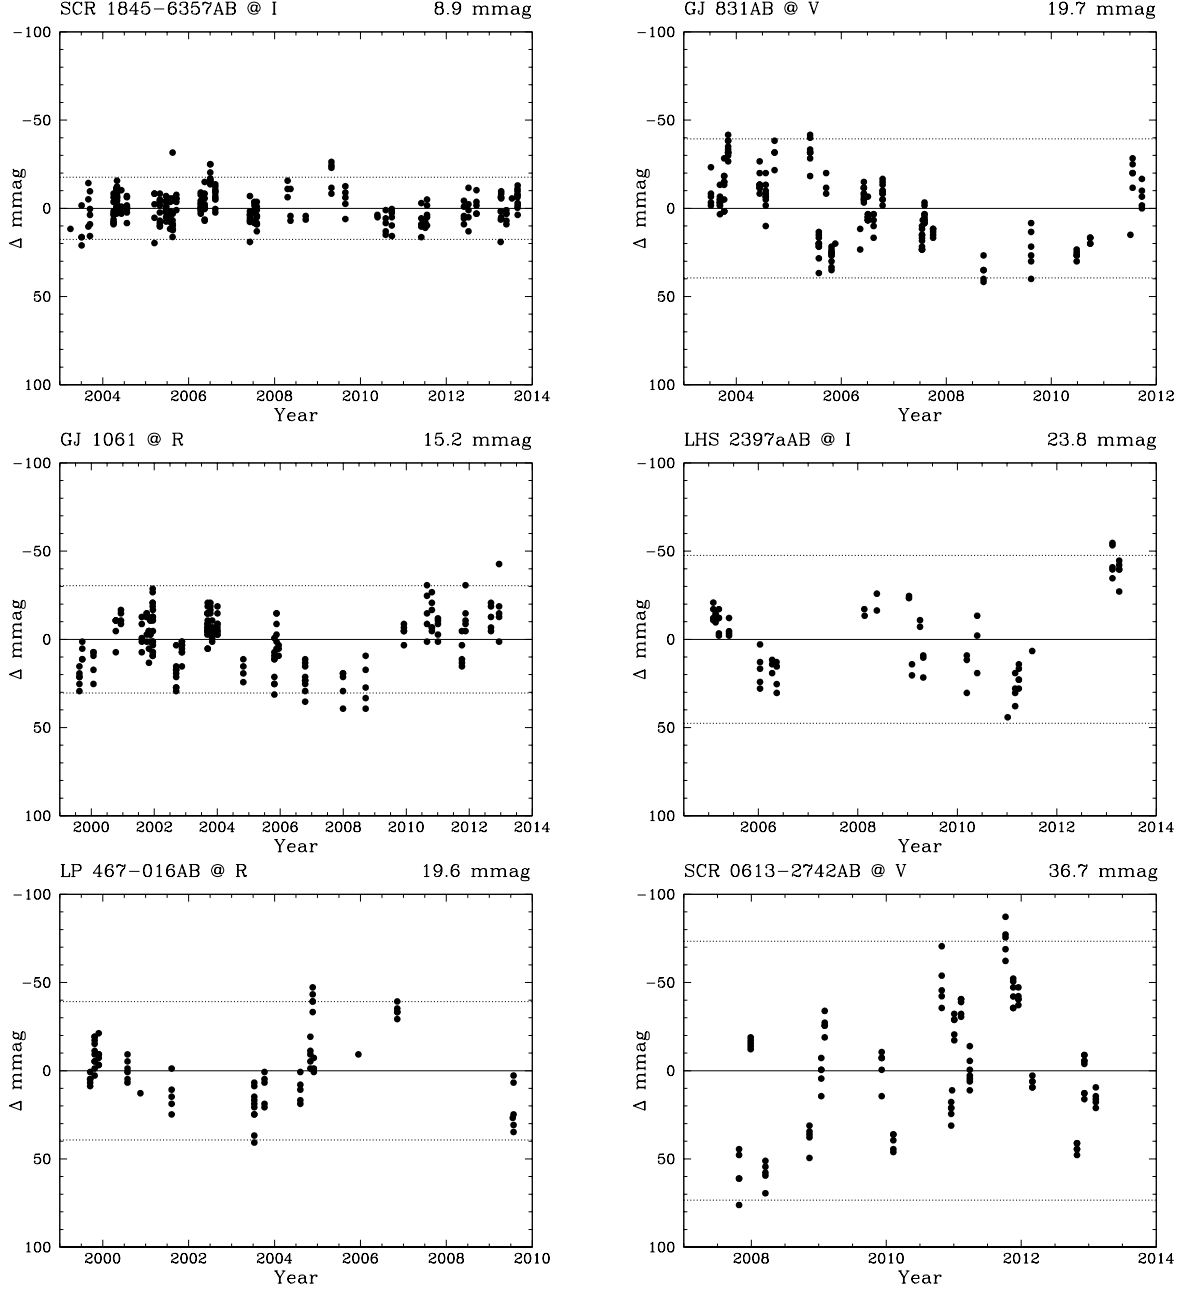 SCR 1845−6357AB @ I 8.9 mmag
−100
−50
0
50
100
Δ mmag
2004 2006 2008 2010 2012 2014
Year
GJ 831AB @ V 19.7 mmag
−100
−50
0
50
100
Δ mmag
2004 2006 2008 2010 2012
Year
GJ 1061 @ R 15.2 mmag
−100
−50
0
50
100
Δ mmag
2000 2002 2004 2006 2008 2010 2012 2014
Year
LHS 2397aAB @ I 23.8 mmag
−100
−50
0
50
100
Δ mmag
2006 2008 2010 2012 2014
Year
LP 467−016AB @ R 19.6 mmag
−100
−50
0
50
100
Δ mmag
2000 2002 2004 2006 2008 2010
Year
SCR 0613−2742AB @ V 36.7 mmag
−100
−50
0
50
100
Δ mmag
2008 2010 2012 2014
Year